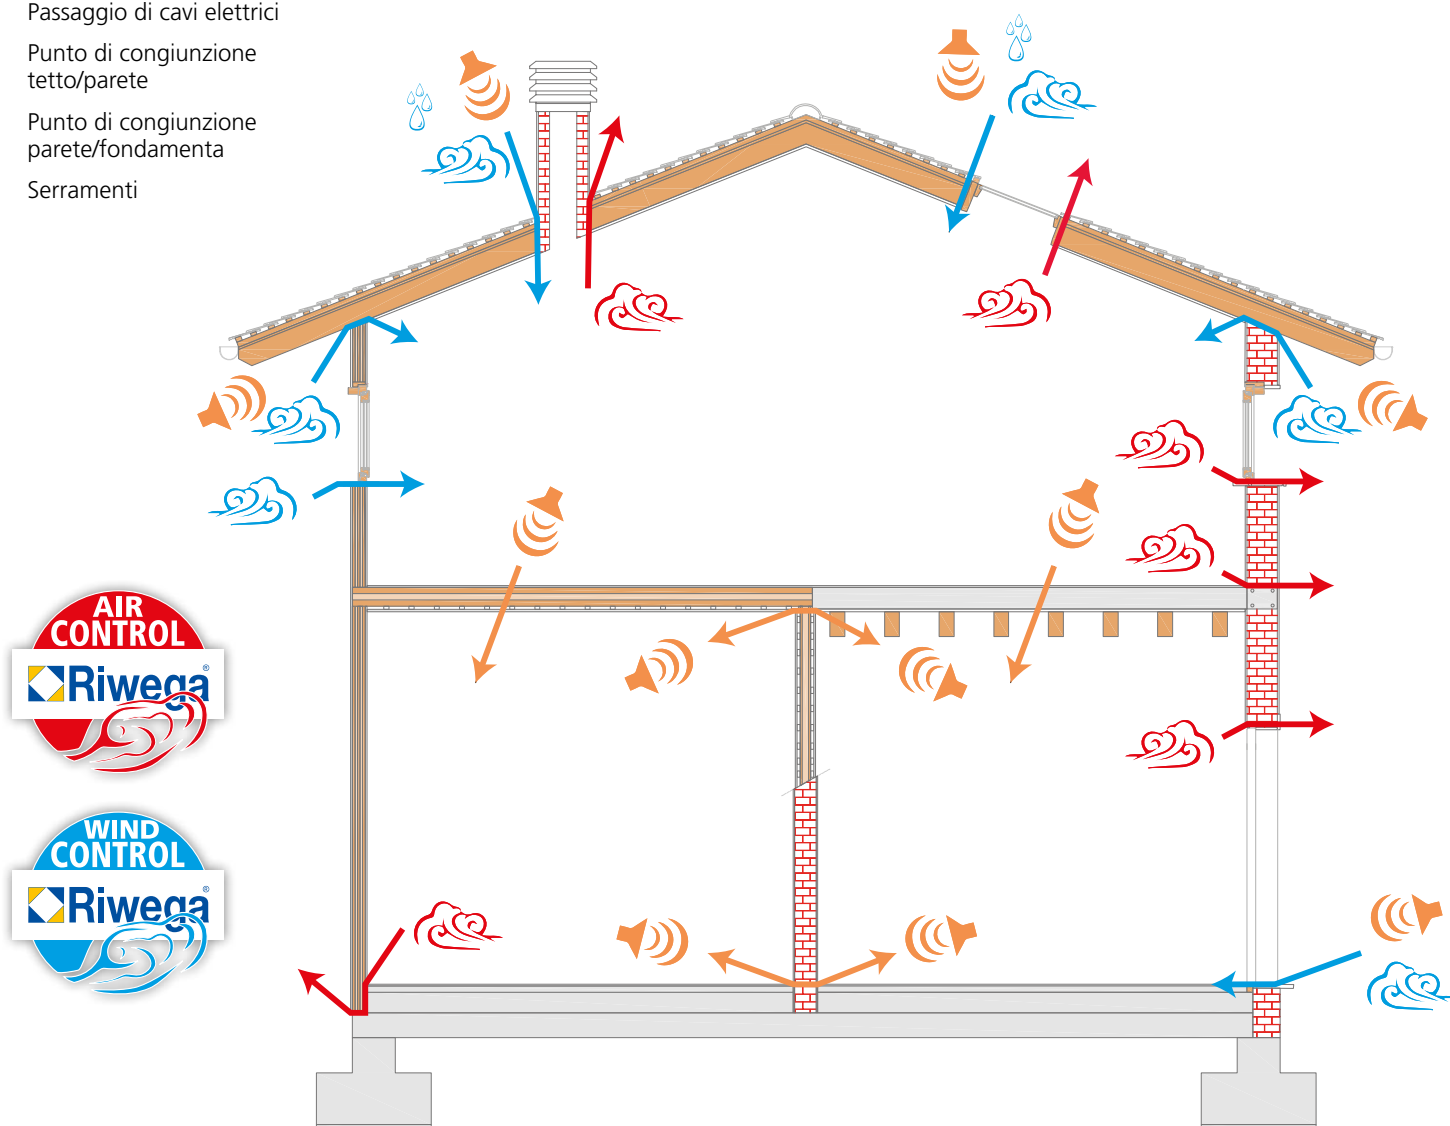 Passaggio di cavi elettrici
Punto di congiunzione
tetto/parete
Punto di congiunzione
parete/fondamenta
Serramenti
AIR
CONTROL
Riwega®
WIND
CONTROL
Riwega®